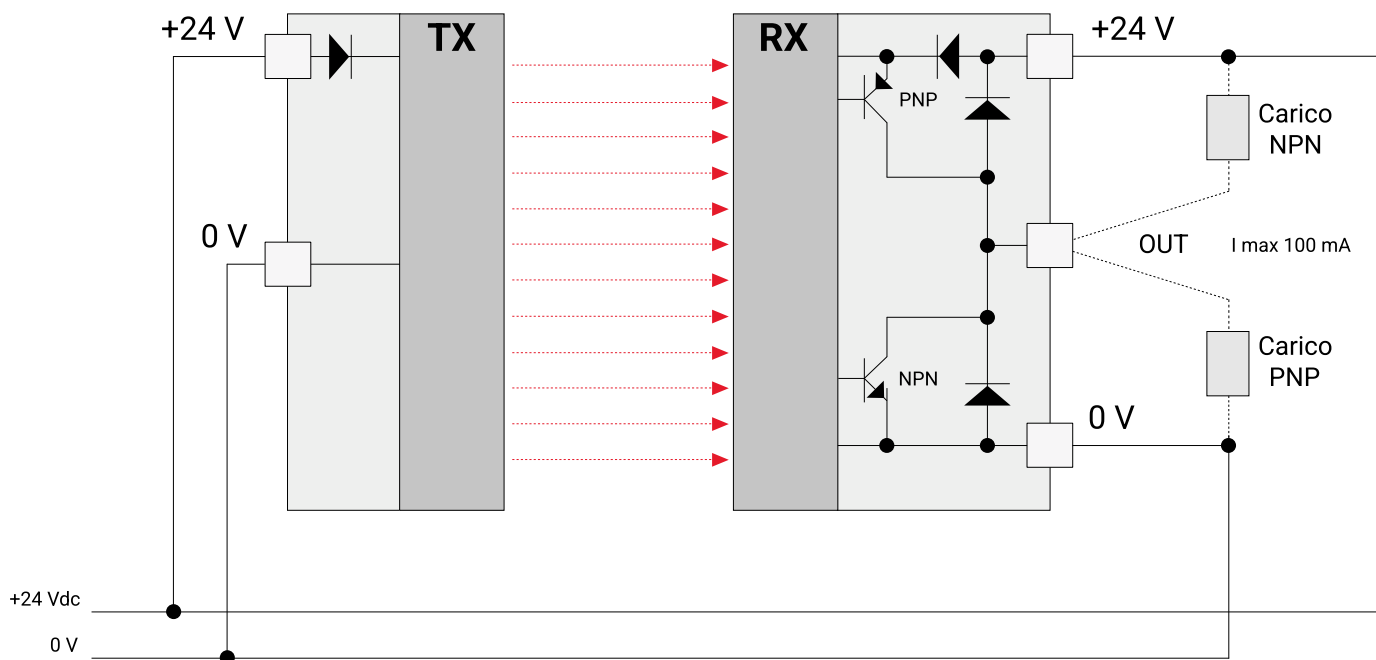 +24 V
TX
RX
+24 V
PNP
Carico
NPN
0 V
OUT
I max 100 mA
NPN
Carico
PNP
0 V
+24 Vdc
0 V